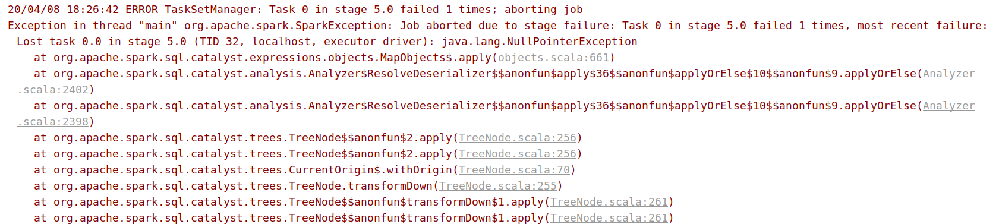 20/04/08 18:26:42 ERROR TaskSetManager: Task 0 in stage 5.0 failed 1 times; aborting job
Exception in thread "main" org.apache.spark.SparkException: Job aborted due to stage failure: Task 0 in stage 5.0 failed 1 times, most recent failure:
Lost task 0.0 in stage 5.0 (TID 32, localhost, executor driver): java.lang.NullPointerException
at org.apache.spark.sql.catalyst.expressions.objects.MapObjects$.apply(objects.scala:661)
at org.apache.spark.sql.catalyst.analysis.Analyzer$ResolveDeserializer$$anonfun$apply$36$$anonfun$applyOrElse$10$$anonfun$9.applyOrElse(Analyzer
.scala:2402)
at org.apache.spark.sql.catalyst.analysis.Analyzer$ResolveDeserializer$$anonfun$apply$36$$anonfun$applyOrElse$10$$anonfun$9.applyOrElse(Analyzer
.scala:2398)
at org.apache.spark.sql.catalyst.trees.TreeNode$$anonfun$2.apply(TreeNode.scala:256)
at org.apache.spark.sql.catalyst.trees.TreeNode$$anonfun$2.apply(TreeNode.scala:256)
at org.apache.spark.sql.catalyst.trees.CurrentOrigin$.withOrigin(TreeNode.scala:70)
at org.apache.spark.sql.catalyst.trees.TreeNode.transformDown(TreeNode.scala:255)
at org.apache.spark.sql.catalyst.trees.TreeNode$$anonfun$transformDown$1.apply(TreeNode.scala:261)
at org.apache.spark.sql.catalyst.trees.TreeNode$$anonfun$transformDown$1.apply(TreeNode.scala:261)